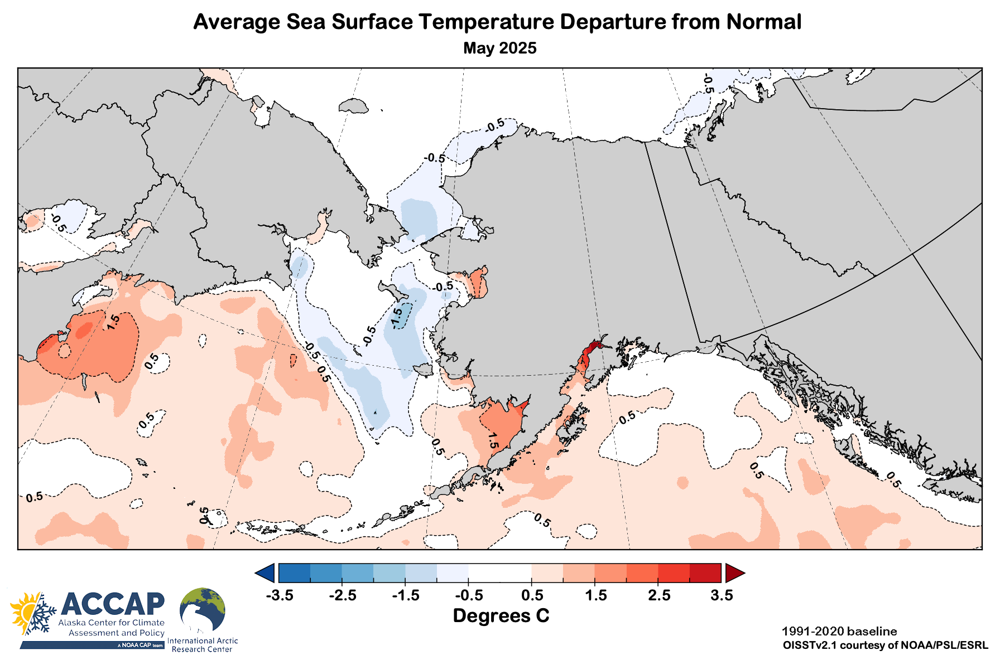 Average Sea Surface Temperature Departure from Normal
May 2025
-0.5
-0.5
-0.5
-0.5
-0.5
1.5
-1.5
-0.5
-0.5
0.5
0.5
0.5
0.5
0.5
1.5
0.5
0.5
0.5
0.5
0.5
0.5
-3.5 -2.5 -1.5 -0.5 0.5 1.5 2.5 3.5
Degrees C
ACCAP
Alaska Center for Climate
Assessment and Policy
A NOAA CAP team
International Arctic
Research Center
1991-2020 baseline
OISSTv2.1 courtesy of NOAA/PSL/ESRL